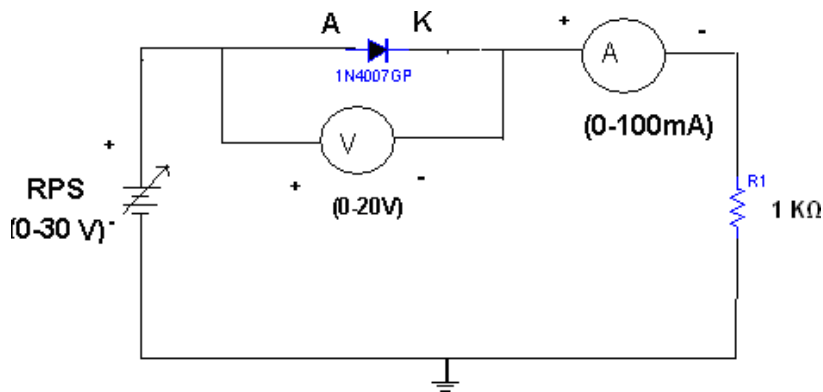 A K
+ -
1N4007GP
A
(0-100mA)
V
+ -
(0-20V)
+
RPS
(0-30 V)-
R1
1 KΩ